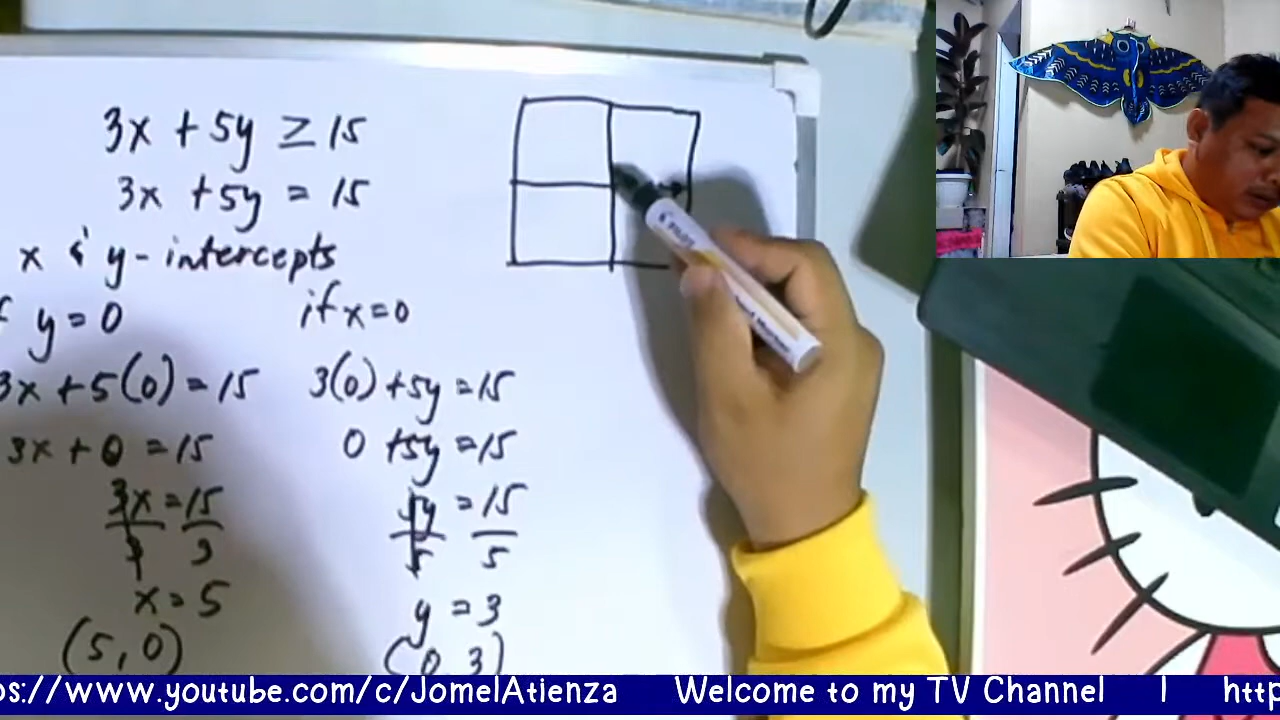 3x + 5y ≥ 15
3x + 5y = 15
x & y - intercepts
f y = 0
if x = 0
3x + 5(0) = 15
3(0) + 5y = 15
3x + 0 = 15
0 + 5y = 15
3x = 15
3 3
5y = 15
5 5
x = 5
y = 3
(5, 0)
(0, 3)
PILOT
ps://www.youtube.com/c/JomelAtienza Welcome to my TV Channel I http